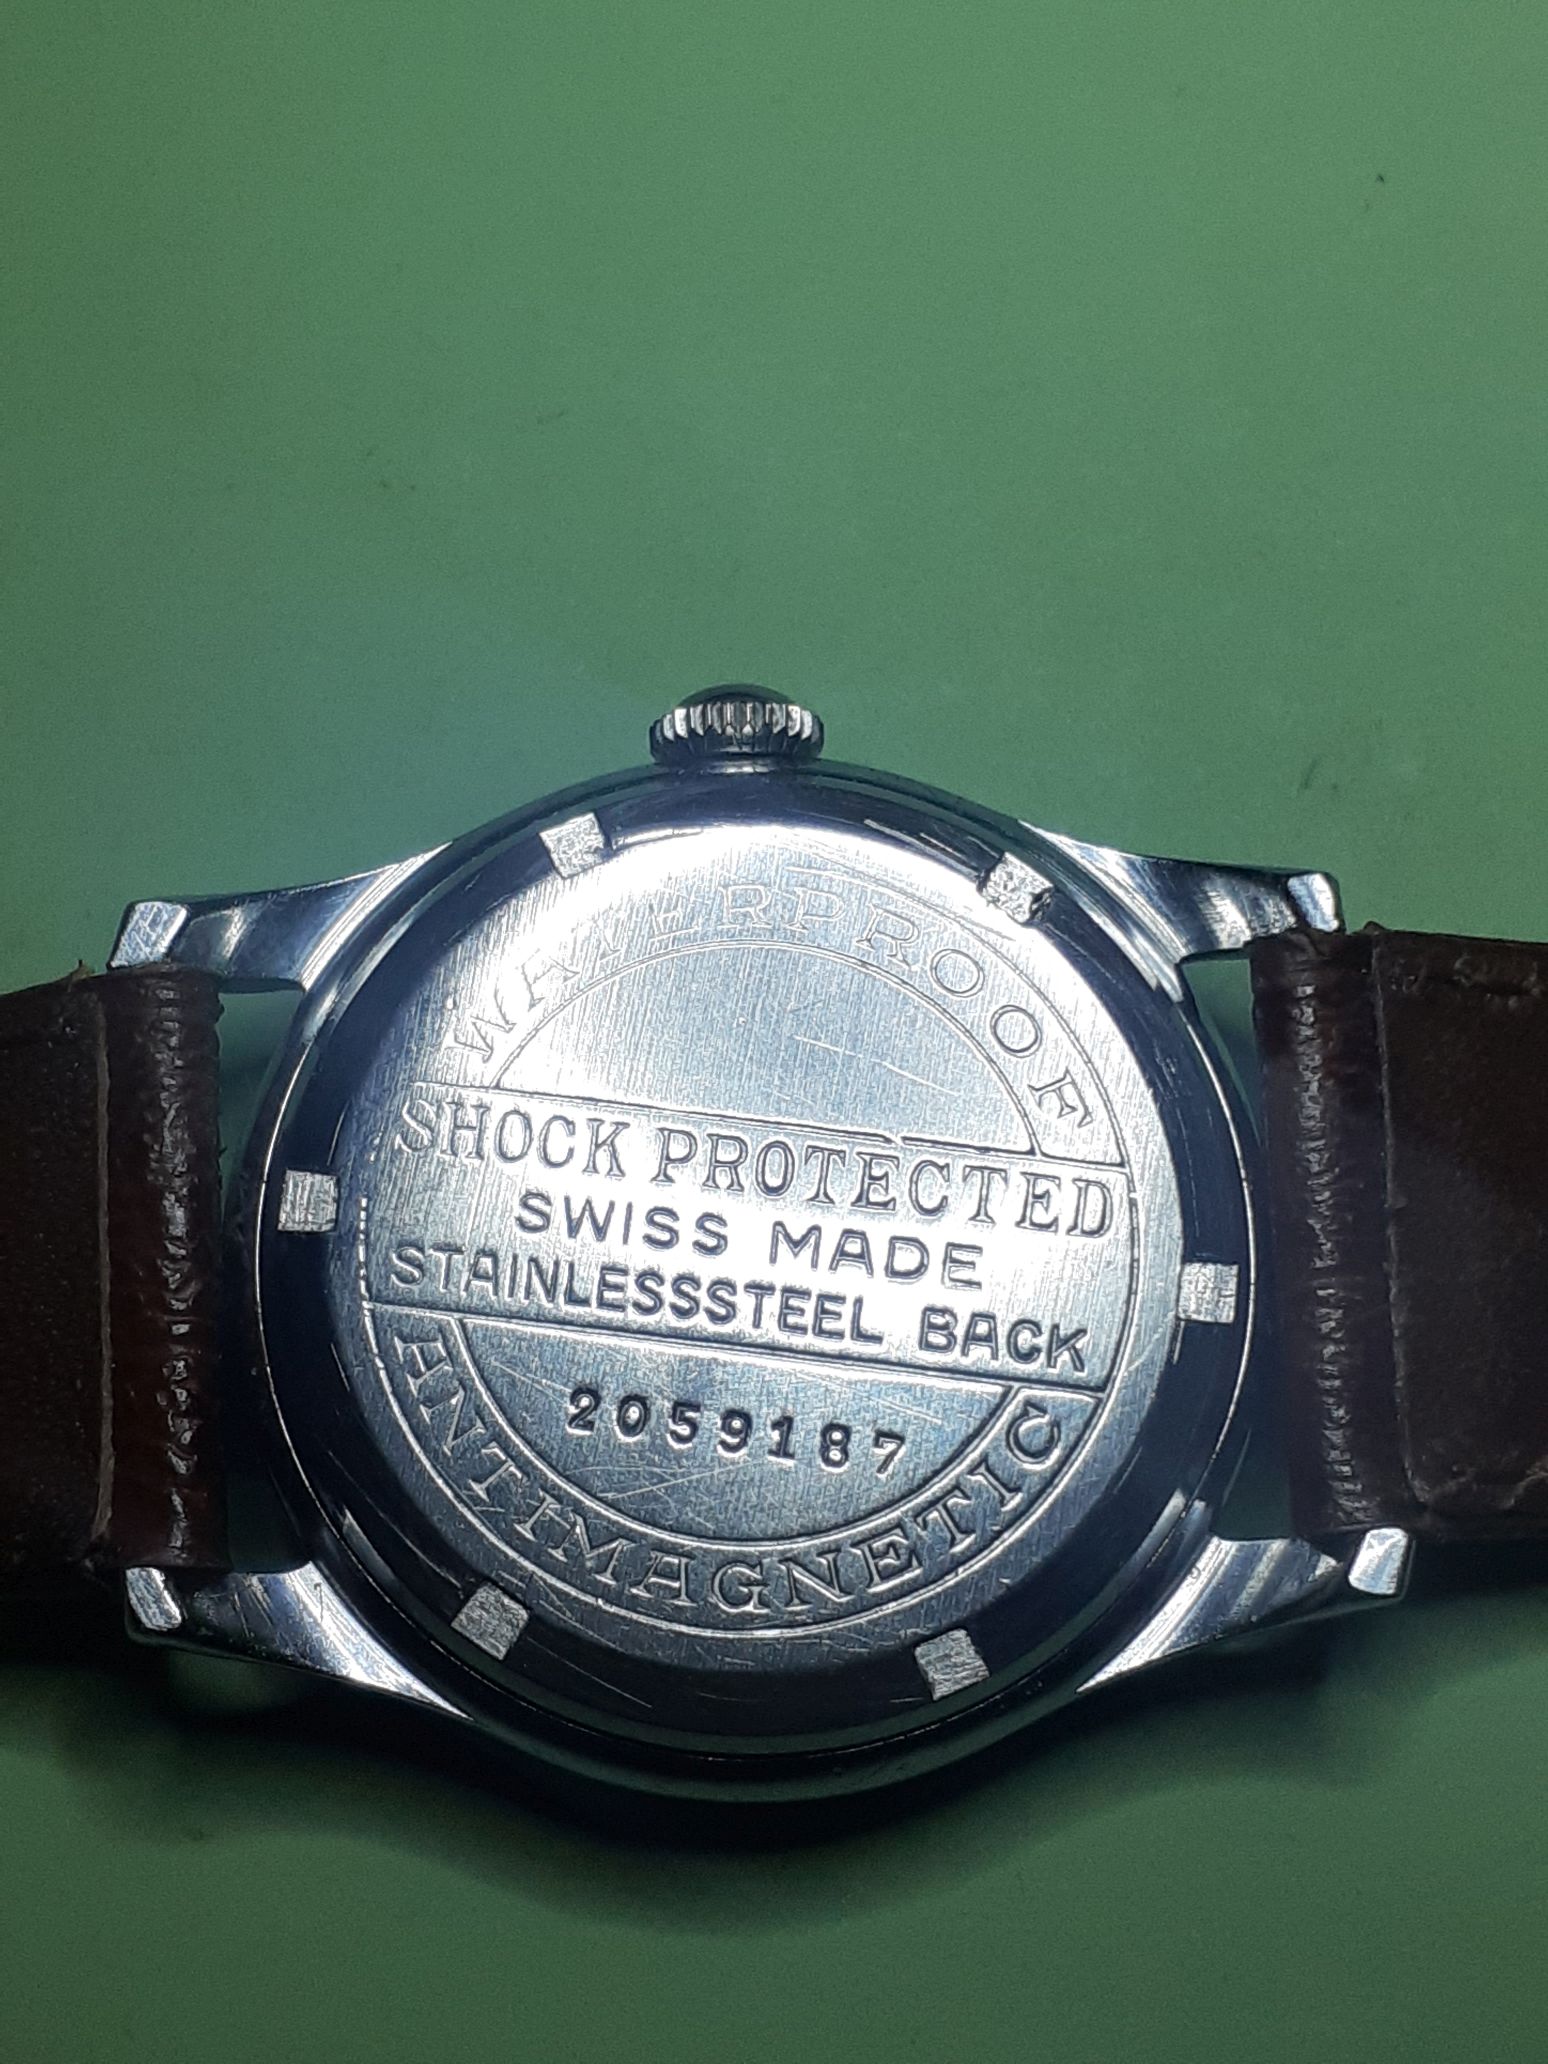 WATERPROOF
SHOCK PROTECTED
SWISS MADE
STAINLESSSTEEL BACK
2059187
ANTIMAGNETIC